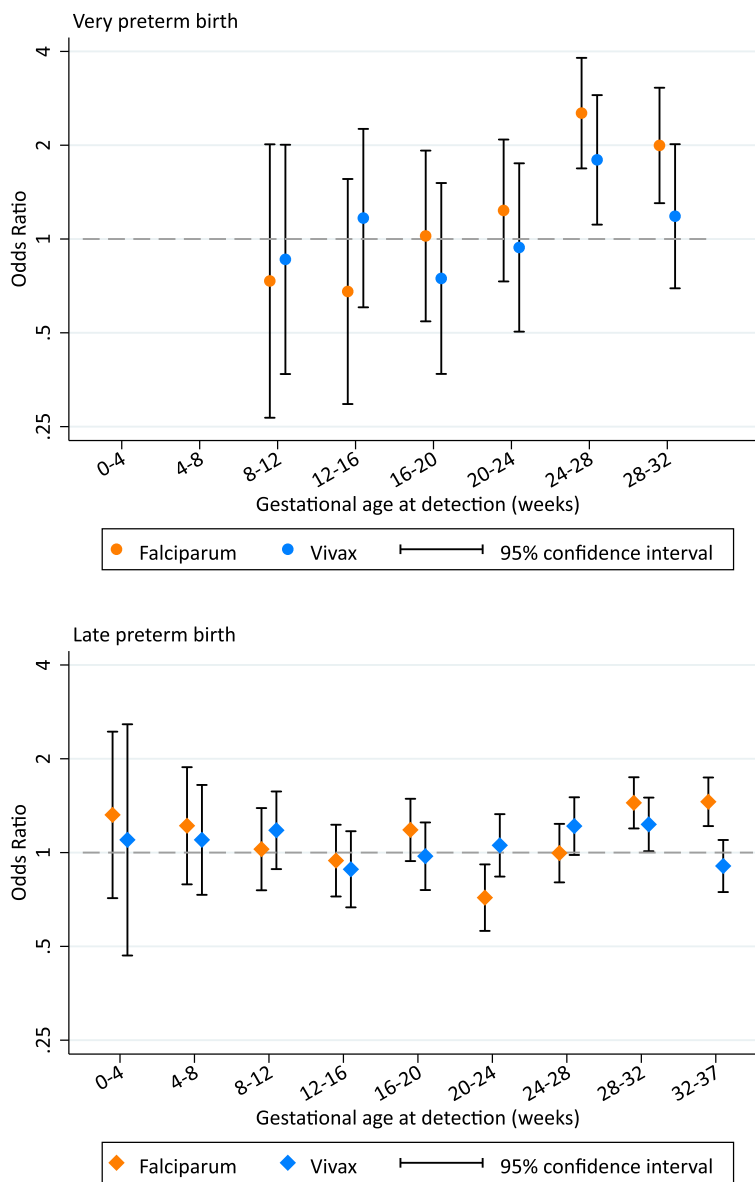 Very preterm birth
4
2
1
.5
.25
Odds Ratio
0-4 4-8 8-12 12-16 16-20 20-24 24-28 28-32
Gestational age at detection (weeks)
Falciparum Vivax 95% confidence interval
Late preterm birth
4
2
1
.5
.25
Odds Ratio
0-4 4-8 8-12 12-16 16-20 20-24 24-28 28-32 32-37
Gestational age at detection (weeks)
Falciparum Vivax 95% confidence interval